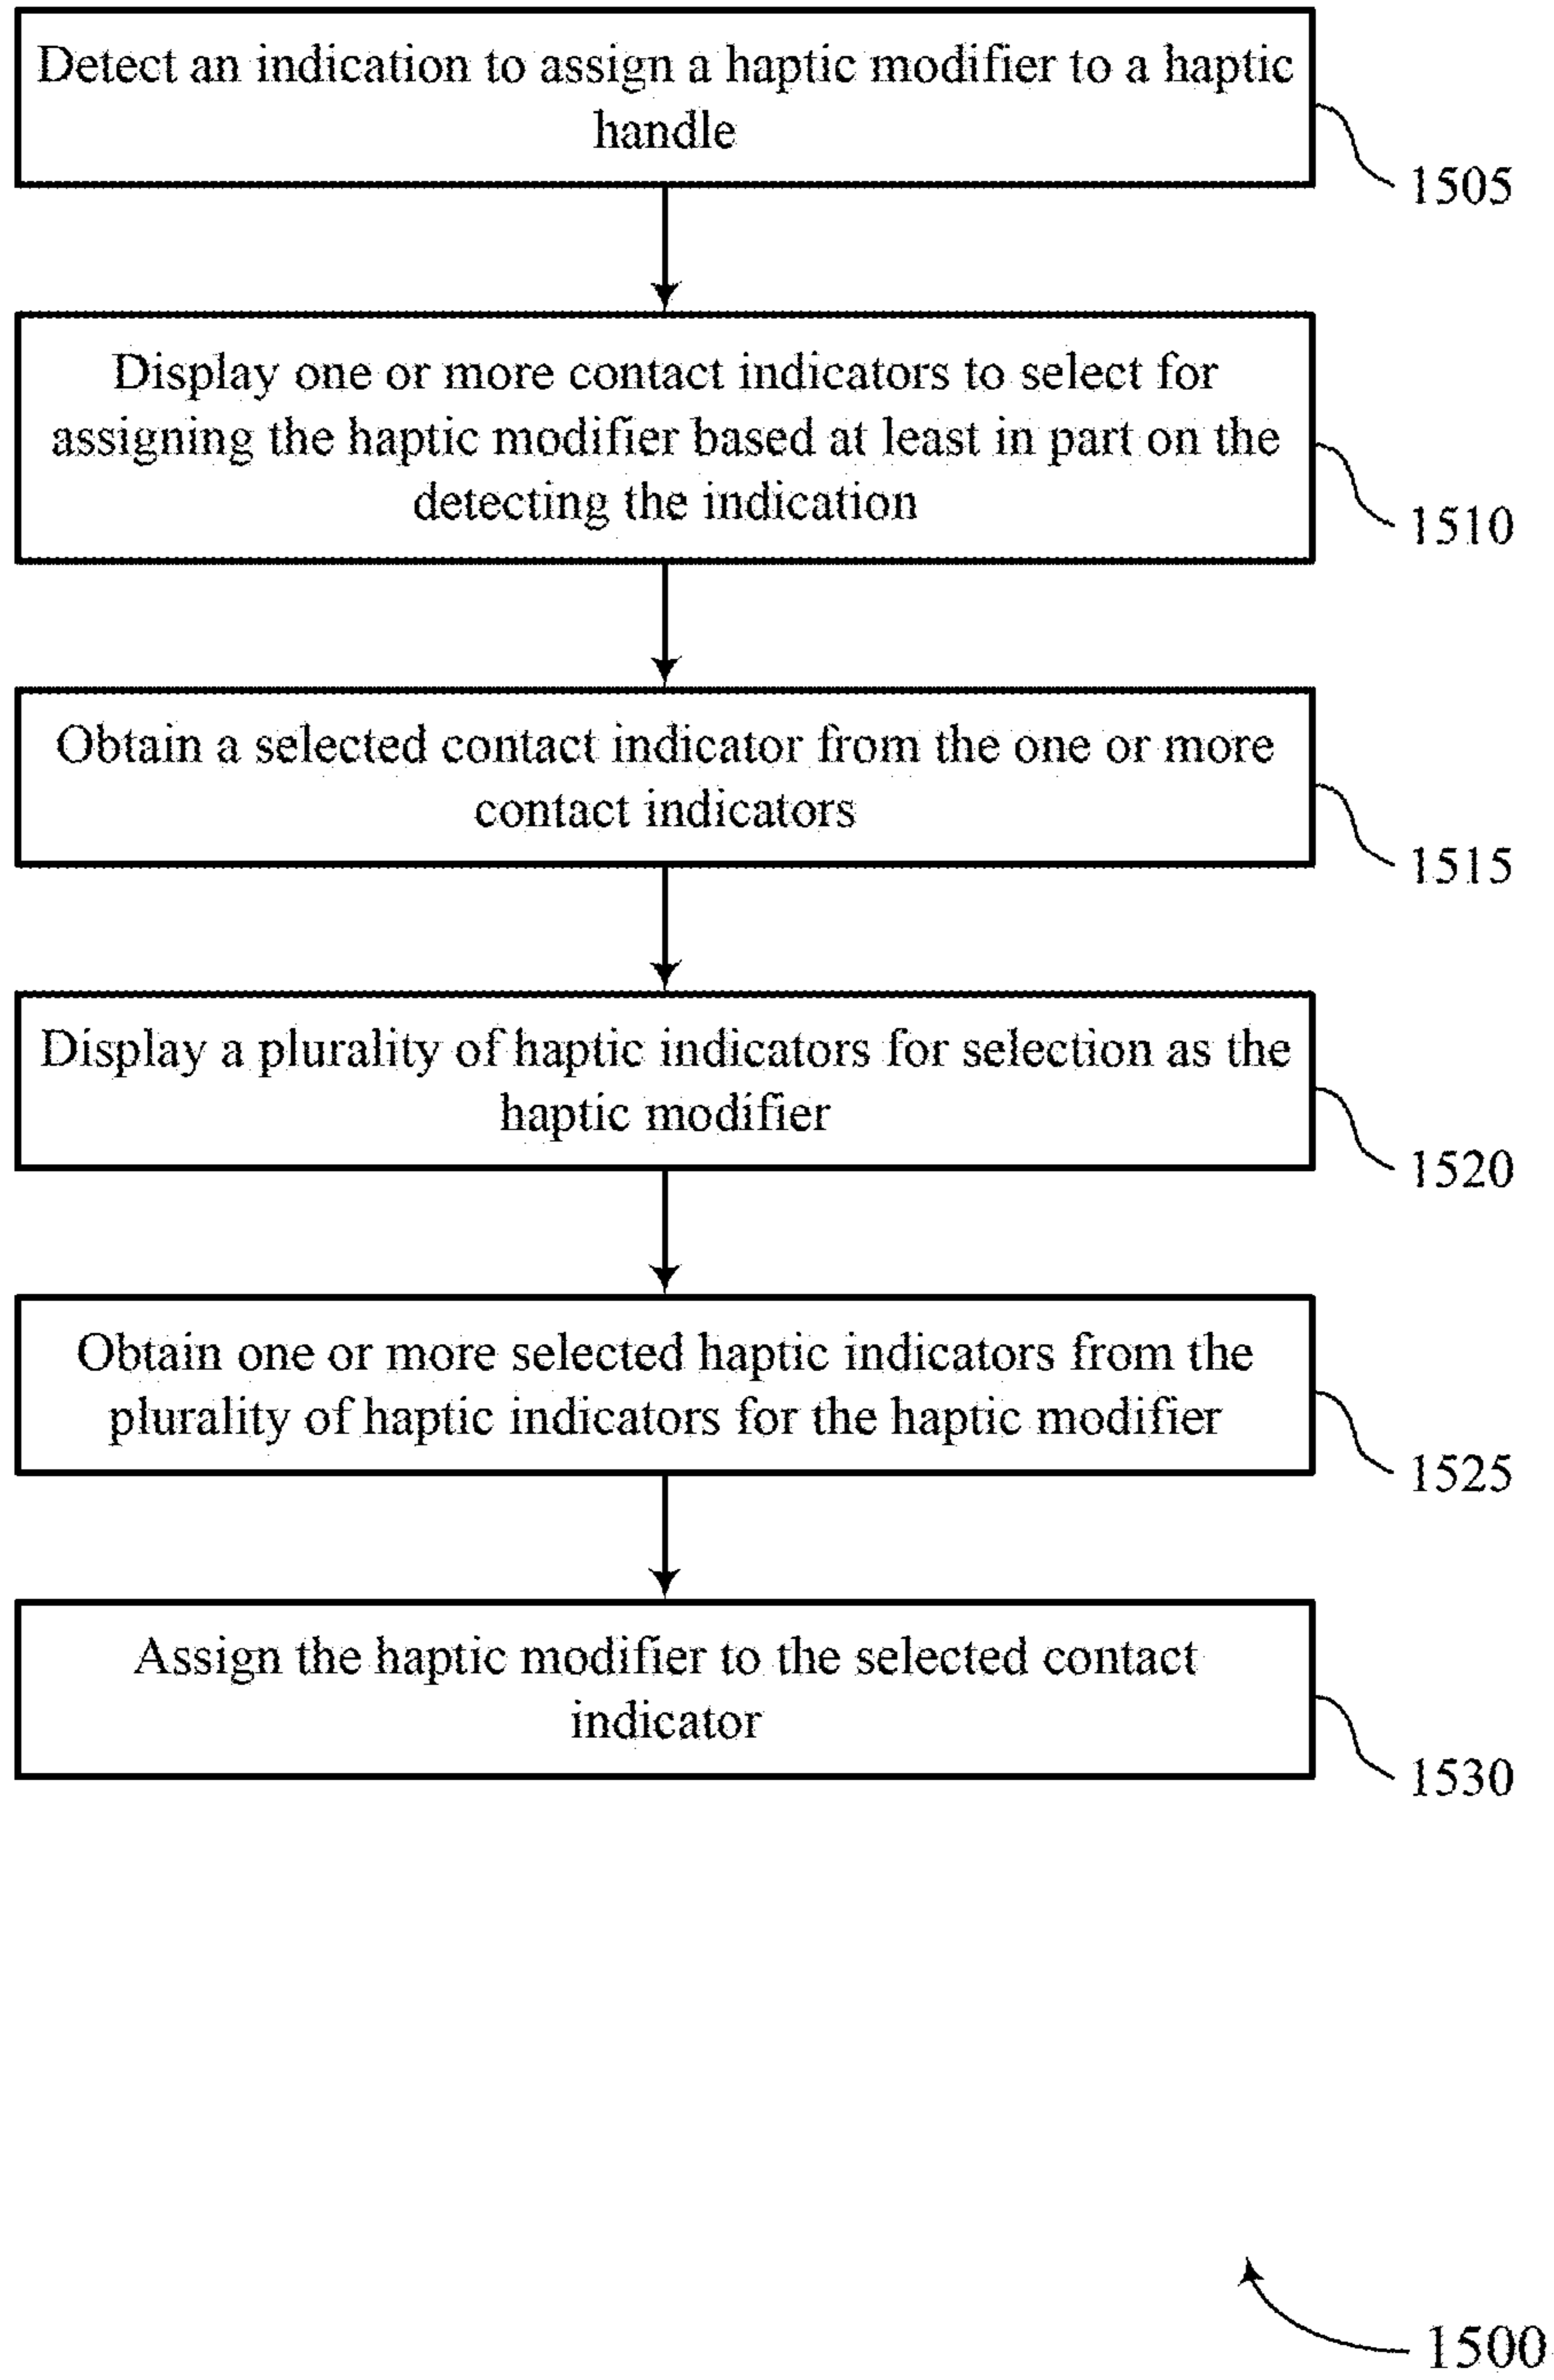 Detect an indication to assign a haptic modifier to a haptic
handle
1505
Display one or more contact indicators to select for
assigning the haptic modifier based at least in part on the
detecting the indication
1510
Obtain a selected contact indicator from the one or more
contact indicators
1515
Display a plurality of haptic indicators for selection as the
haptic modifier
1520
Obtain one or more selected haptic indicators from the
plurality of haptic indicators for the haptic modifier
1525
Assign the haptic modifier to the selected contact
indicator
1530
1500